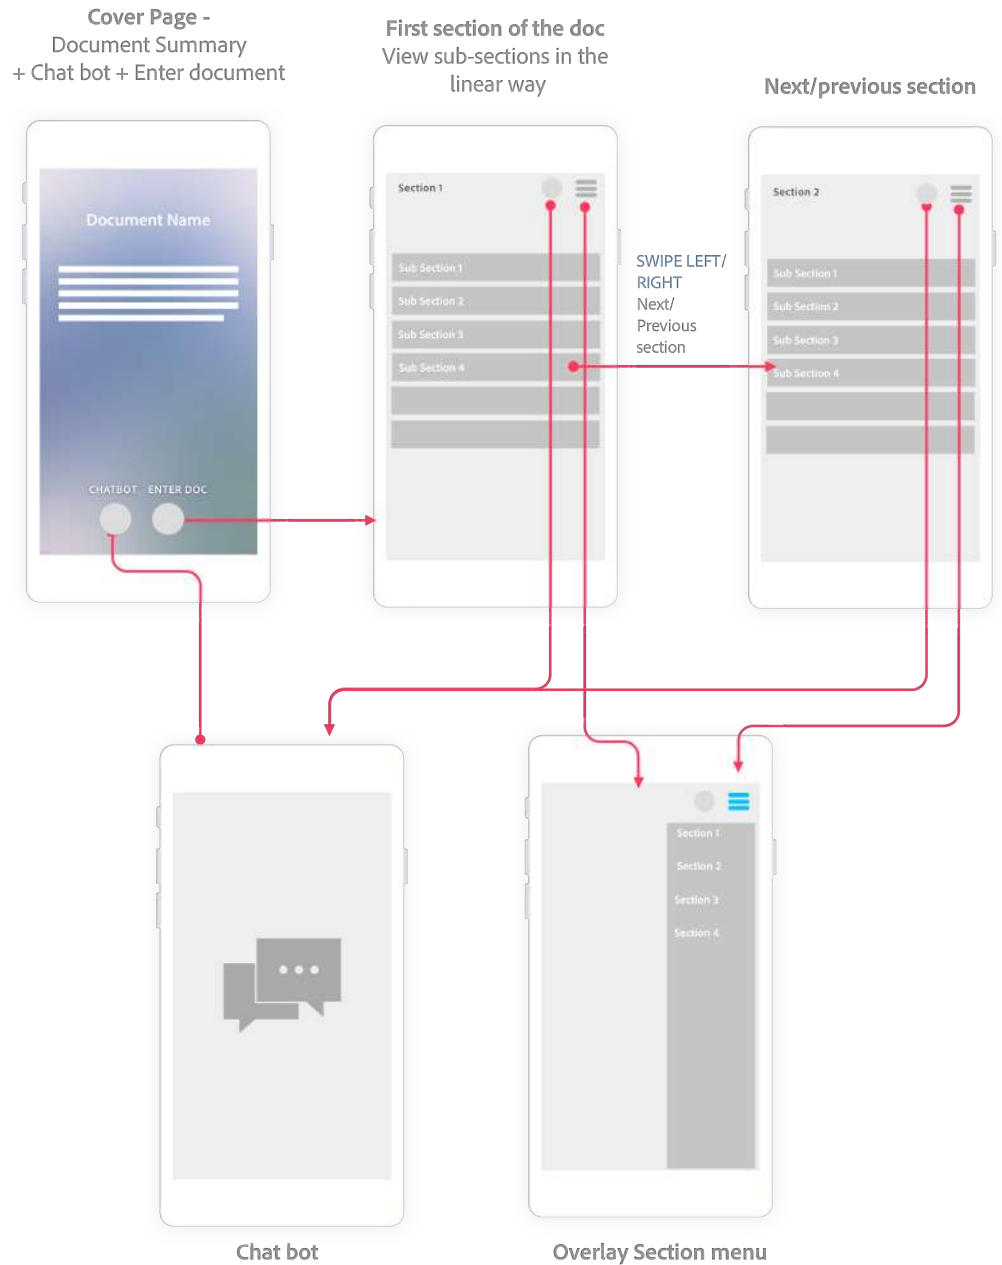 Cover Page -
Document Summary
+ Chat bot + Enter document
First section of the doc
View sub-sections in the
linear way
Next/previous section
Document Name
CHATBOT ENTER DOC
Section 1
Sub Section 1
Sub Section 2
Sub Section 3
Sub Section 4
SWIPE LEFT/
RIGHT
Next/
Previous
section
Section 2
Sub Section 1
Sub Section 2
Sub Section 3
Sub Section 4
Section 1
Section 2
Section 3
Section 4
Chat bot
Overlay Section menu